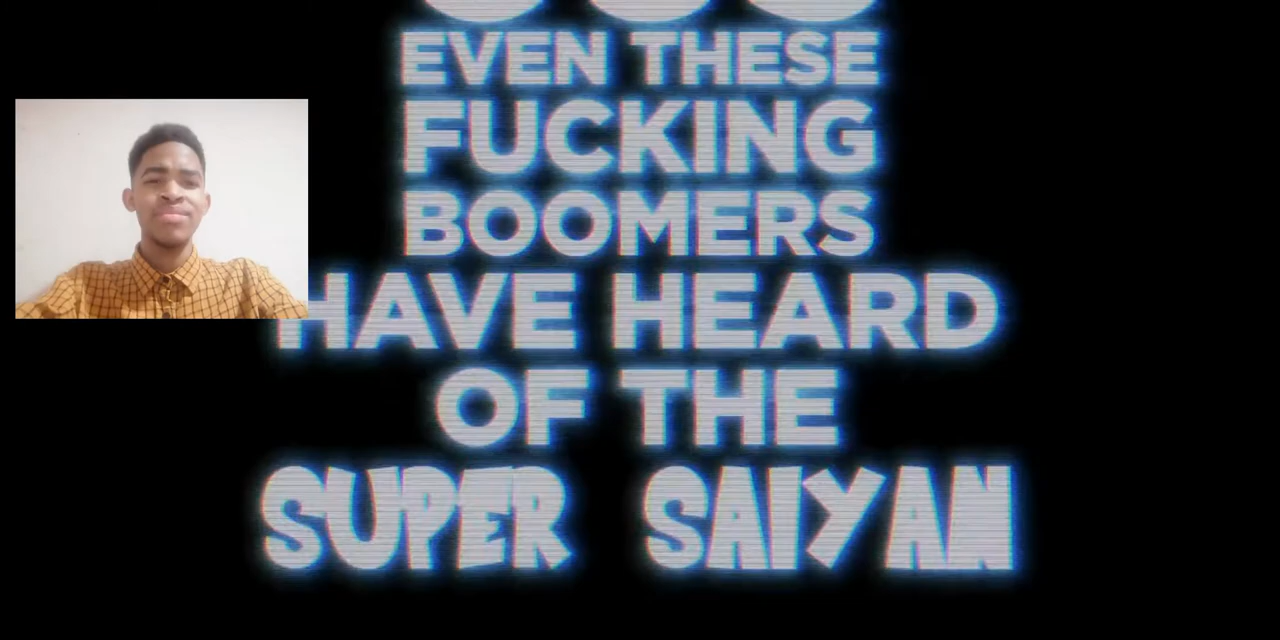 EVEN THESE
FUCKING
BOOMERS
HAVE HEARD
OF THE
SUPER SAIYAN